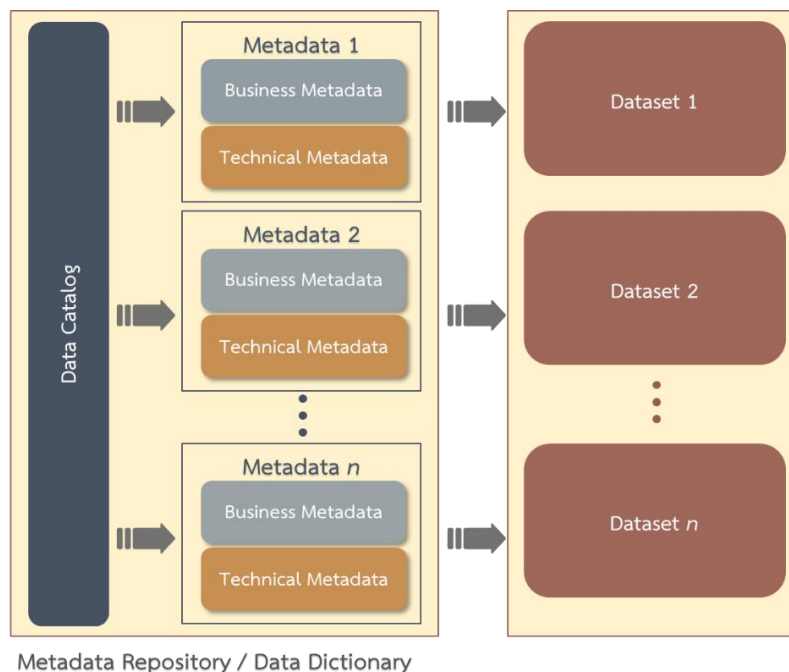 Data Catalog
Metadata 1
Business Metadata
Technical Metadata
Dataset 1
Metadata 2
Business Metadata
Technical Metadata
Dataset 2
Metadata n
Business Metadata
Technical Metadata
Dataset n
Metadata Repository / Data Dictionary